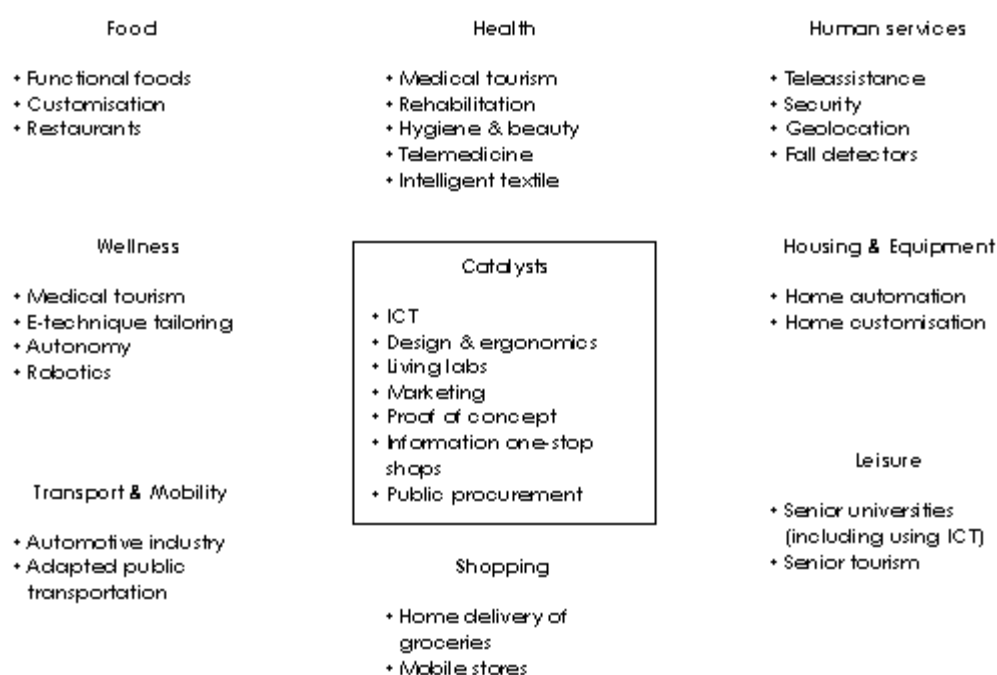 Food
• Functional foods
• Customisation
• Restaurants
Health
• Medical tourism
• Rehabilitation
• Hygiene & beauty
• Telemedicine
• Intelligent textile
Human services
• Teleassistance
• Security
• Geolocation
• Fall detectors
Wellness
• Medical tourism
• E-technique tailoring
• Autonomy
• Robotics
Catalysts
• ICT
• Design & ergonomics
• Living labs
• Marketing
• Proof of concept
• Information one-stop
shops
• Public procurement
Housing & Equipment
• Home automation
• Home customisation
Transport & Mobility
• Automotive industry
• Adapted public
transportation
Shopping
• Home delivery of
groceries
• Mobile stores
Leisure
• Senior universities
(including using ICT)
• Senior tourism